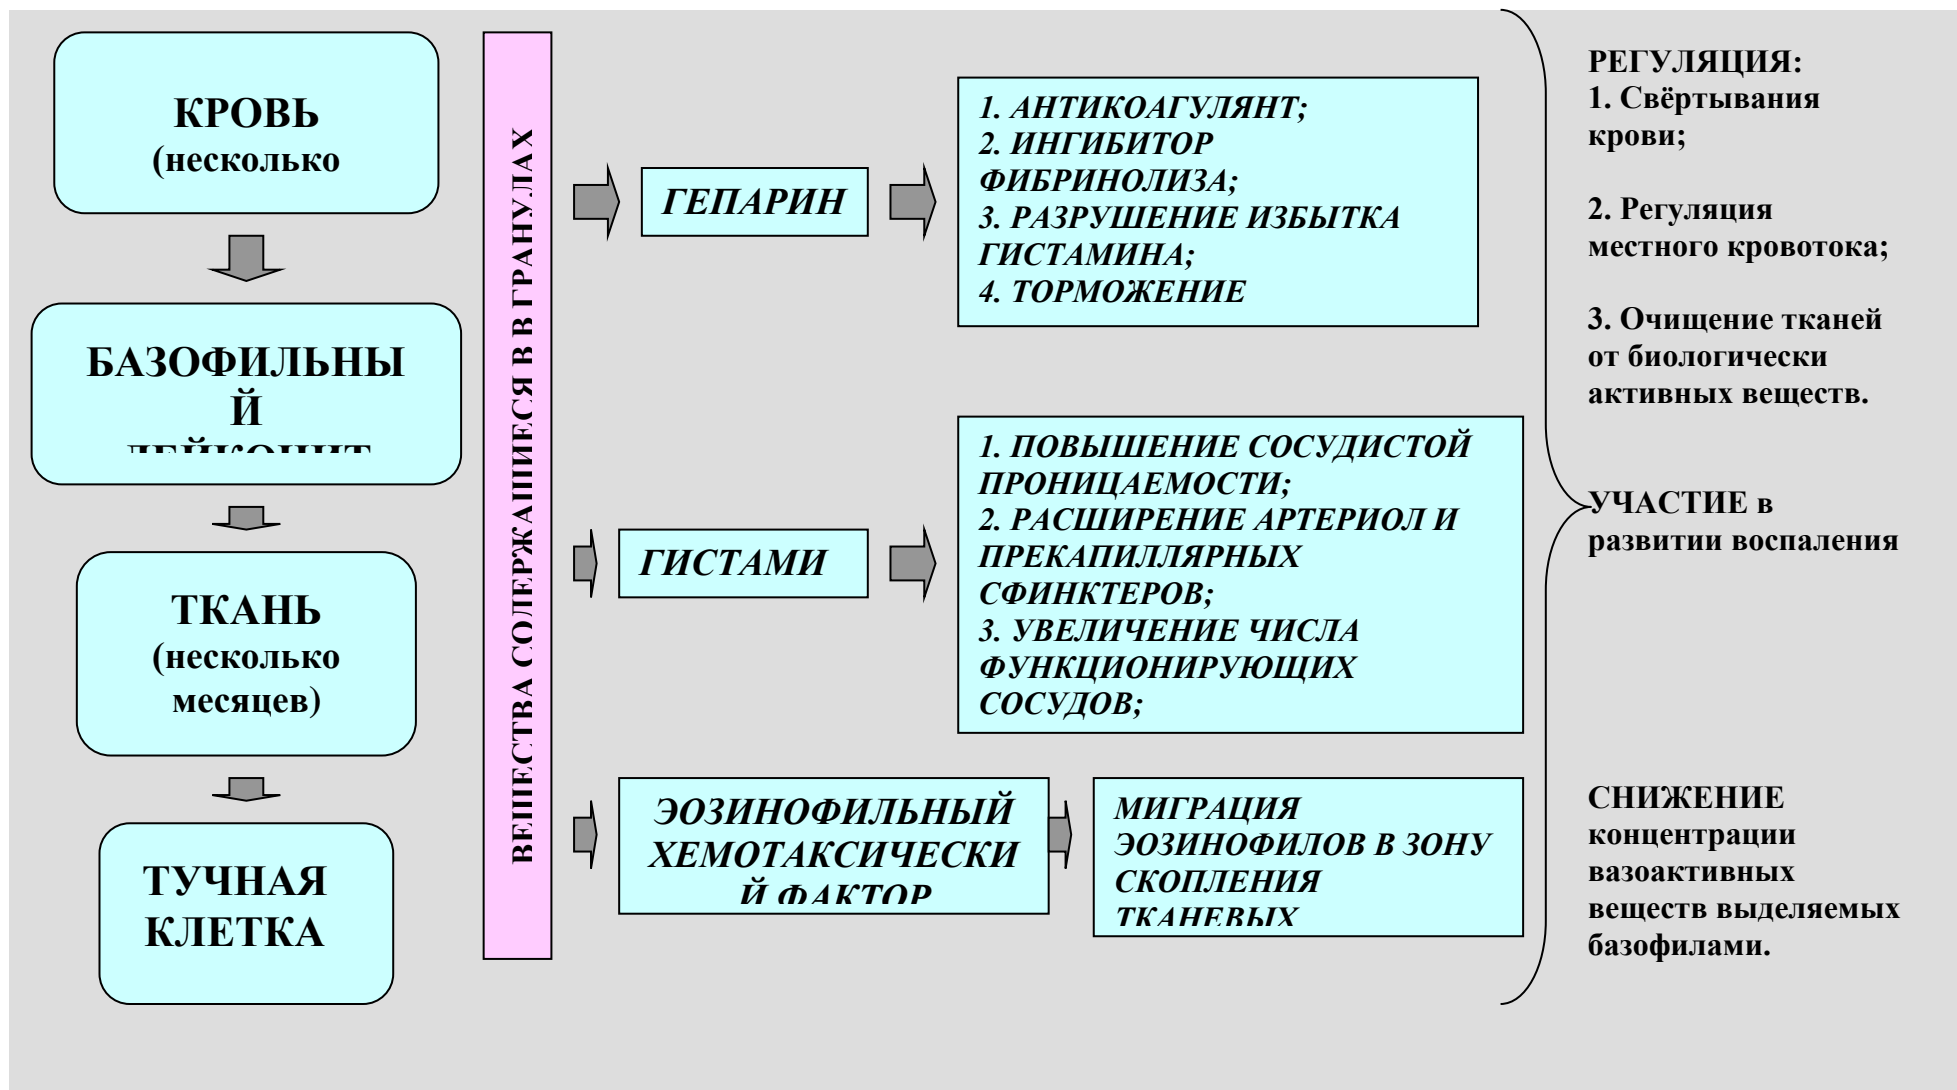 КРОВЬ
(несколько
БАЗОФИЛЬНЫ
Й
ЛЕЙКОЦИТ
ТКАНЬ
(несколько
месяцев)
ТУЧНАЯ
КЛЕТКА
ВЕЩЕСТВА СОДЕРЖАЩИЕСЯ В В ГРАНУЛАХ
ГЕПАРИН
1. АНТИКОАГУЛЯНТ;
2. ИНГИБИТОР
ФИБРИНОЛИЗА;
3. РАЗРУШЕНИЕ ИЗБЫТКА
ГИСТАМИНА;
4. ТОРМОЖЕНИЕ
ГИСТАМИ
1. ПОВЫШЕНИЕ СОСУДИСТОЙ
ПРОНИЦАЕМОСТИ;
2. РАСШИРЕНИЕ АРТЕРИОЛ И
ПРЕКАПИЛЛЯРНЫХ
СФИНКТЕРОВ;
3. УВЕЛИЧЕНИЕ ЧИСЛА
ФУНКЦИОНИРУЮЩИХ
СОСУДОВ;
ЭОЗИНОФИЛЬНЫЙ
ХЕМОТАКСИЧЕСКИ
Й ФАКТОР
МИГРАЦИЯ
ЭОЗИНОФИЛОВ В ЗОНУ
СКОПЛЕНИЯ
ТКАНЕВЫХ
РЕГУЛЯЦИЯ:
1. Свёртывания
крови;
2. Регуляция
местного кровотока;
3. Очищение тканей
от биологически
активных веществ.
УЧАСТИЕ в
развитии воспаления
СНИЖЕНИЕ
концентрации
вазоактивных
веществ выделяемых
базофилами.